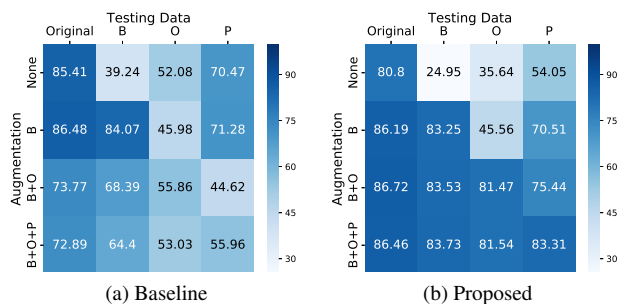 Testing Data
Original B O P
None 85.41 39.24 52.08 70.47
B 86.48 84.07 45.98 71.28
B+O 73.77 68.39 55.86 44.62
B+O+P 72.89 64.4 53.03 55.96
Augmentation
90
75
60
45
30
(a) Baseline
Testing Data
Original B O P
None 80.8 24.95 35.64 54.05
B 86.19 83.25 45.56 70.51
B+O 86.72 83.53 81.47 75.44
B+O+P 86.46 83.73 81.54 83.31
Augmentation
90
75
60
45
30
(b) Proposed